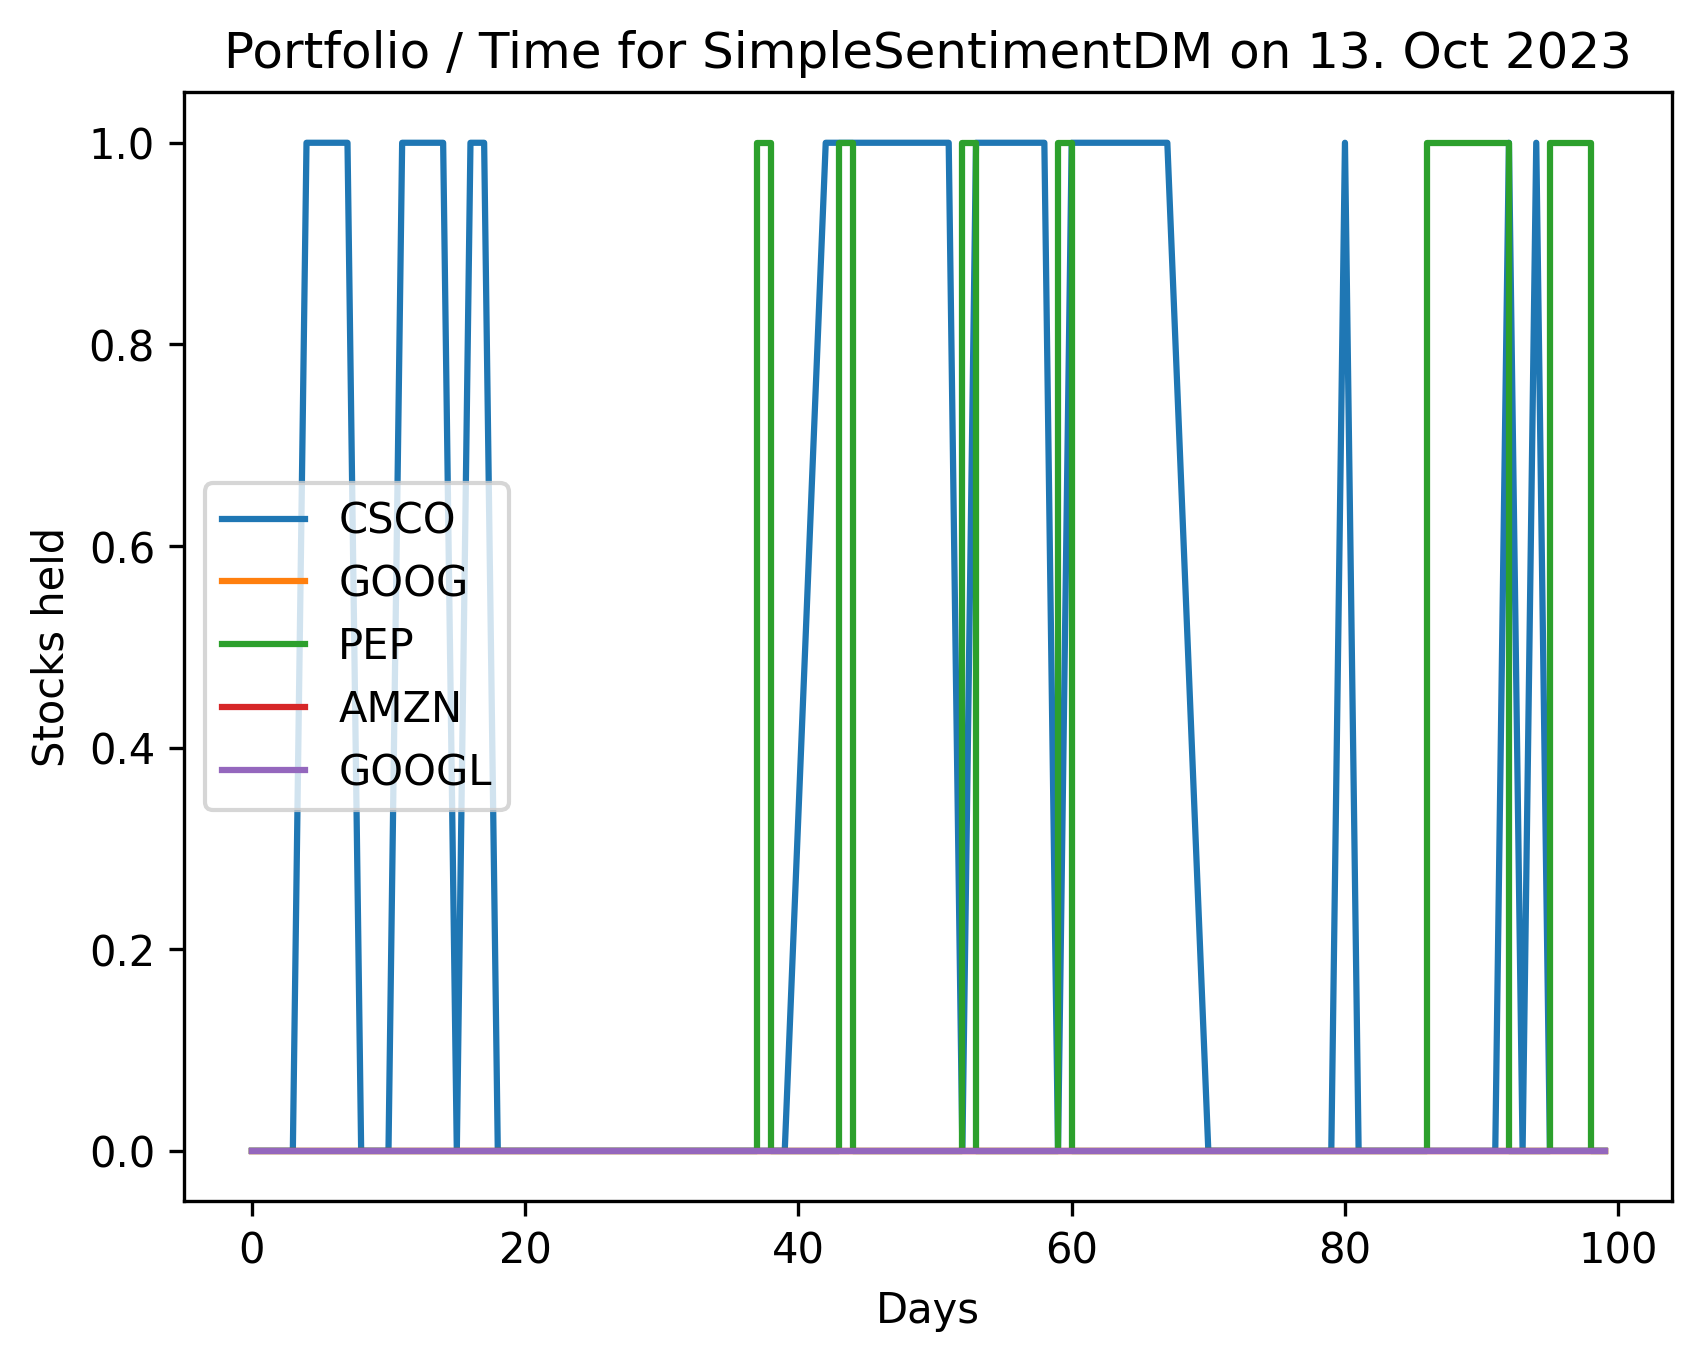 Portfolio / Time for SimpleSentimentDM on 13. Oct 2023
1.0
0.8
0.6
0.4
0.2
0.0
Stocks held
CSCO
GOOG
PEP
AMZN
GOOGL
0 20 40 60 80 100
Days